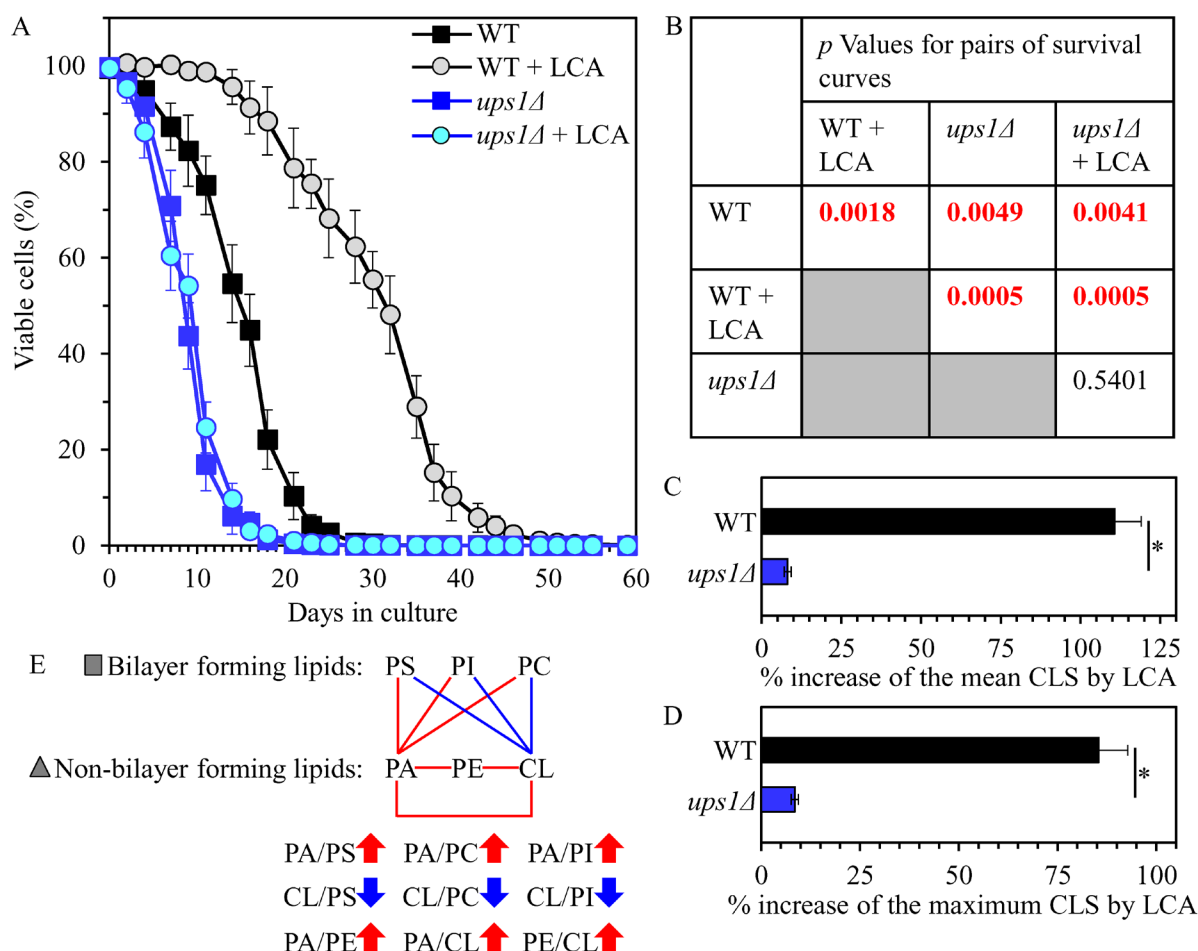 A
WT
WT + LCA
ups1Δ
ups1Δ + LCA
Viable cells (%)
100
80
60
40
20
0
0 10 20 30 40 50 60
Days in culture
B
p Values for pairs of survival
curves
WT +
LCA
ups1Δ
ups1Δ
+ LCA
WT
0.0018
0.0049
0.0041
WT +
LCA
0.0005
0.0005
ups1Δ
0.5401
C
WT
ups1Δ
*
0 25 50 75 100 125
% increase of the mean CLS by LCA
D
WT
ups1Δ
*
0 25 50 75 100
% increase of the maximum CLS by LCA
E
Bilayer forming lipids: PS PI PC
Non-bilayer forming lipids: PA PE CL
PA/PS PA/PC PA/PI
CL/PS CL/PC CL/PI
PA/PE PA/CL PE/CL